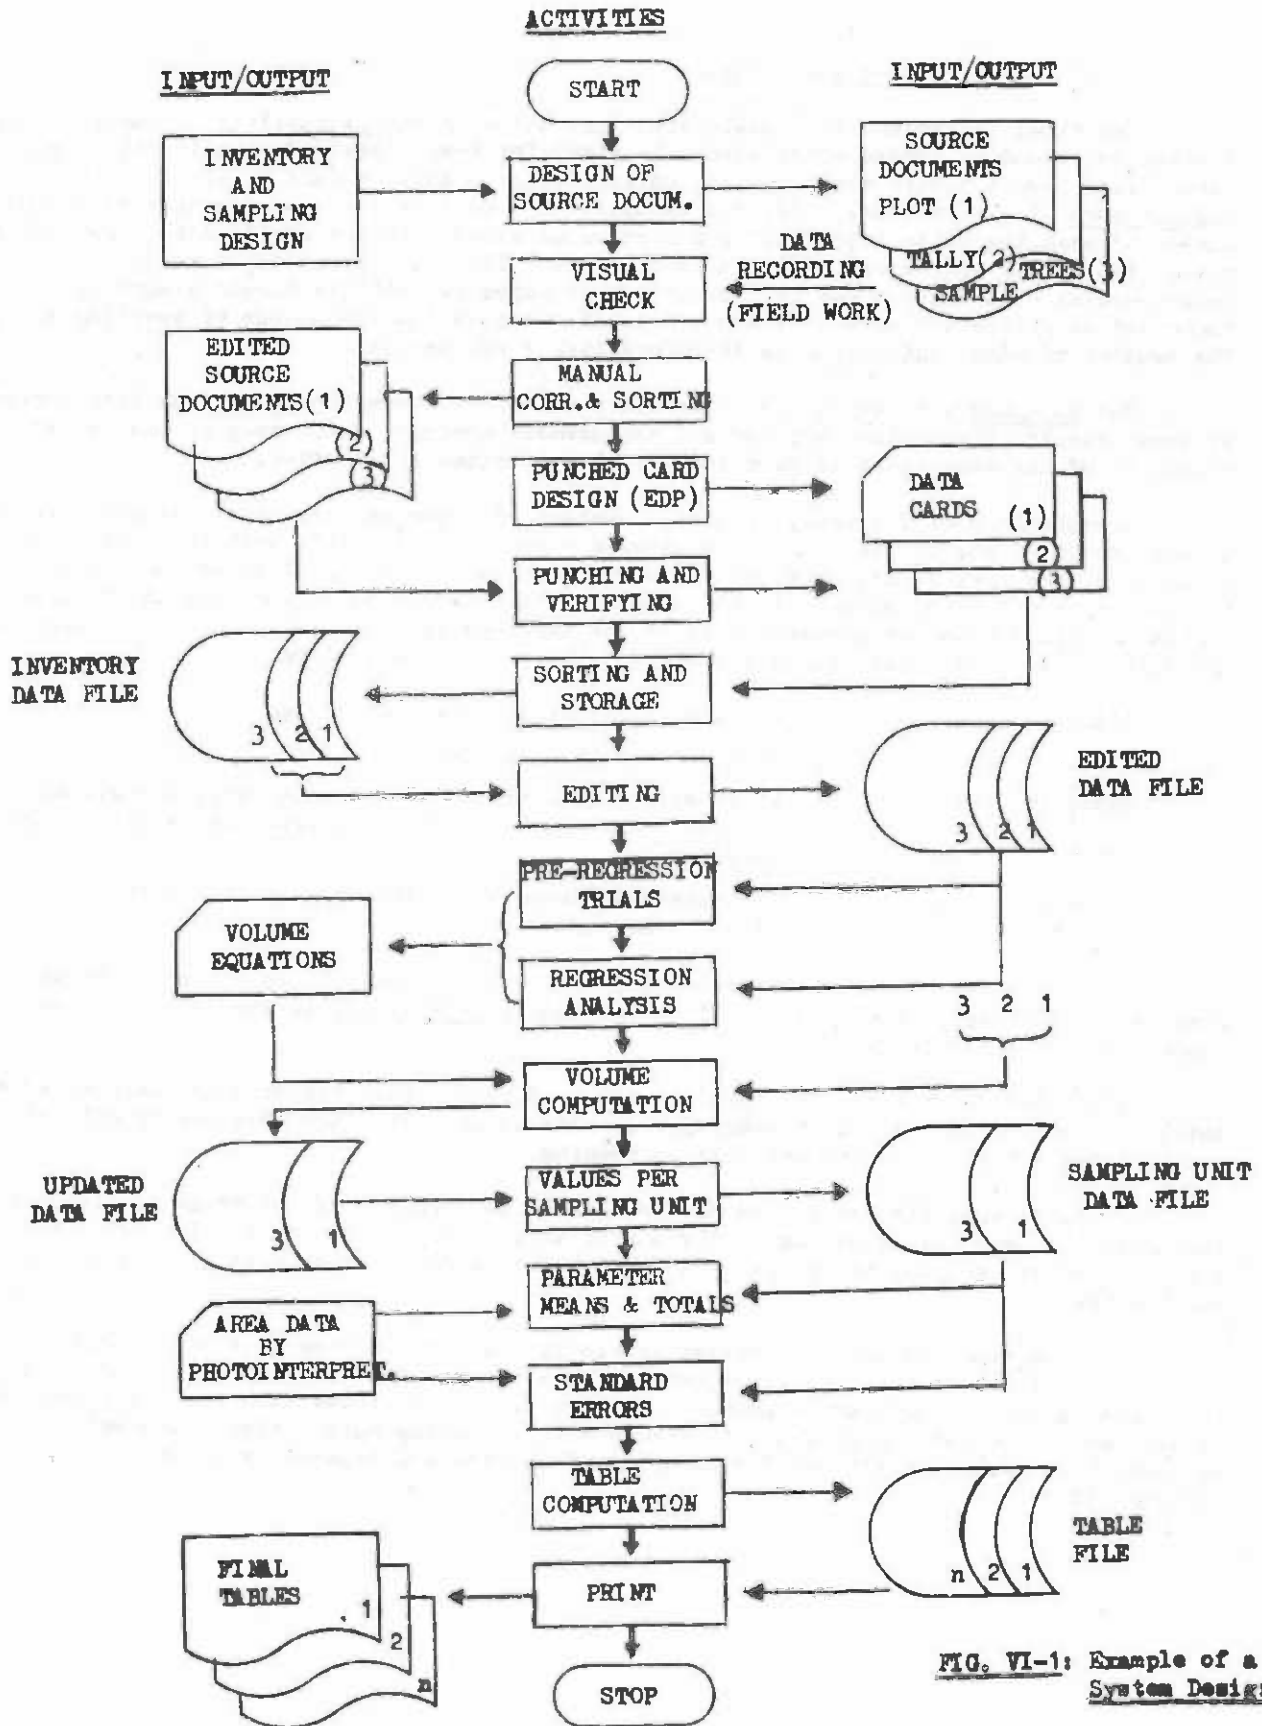 ACTIVITIES
INPUT/OUTPUT
INPUT/OUTPUT
START
INVENTORY
AND
SAMPLING
DESIGN
DESIGN OF
SOURCE DOCUM.
SOURCE
DOCUMENTS
PLOT (1)
TALLY(2)
TREES(3)
SAMPLE
DATA
RECORDING
(FIELD WORK)
VISUAL
CHECK
EDITED
SOURCE
DOCUMENTS(1)
2
3
MANUAL
CORR.& SORTING
PUNCHED CARD
DESIGN (EDP)
DATA
CARDS
(1)
2
(3)
PUNCHING AND
VERIFYING
INVENTORY
DATA FILE
3 2 1
SORTING AND
STORAGE
EDITING
3 2 1
EDITED
DATA FILE
PRE-REGRESSION
TRIALS
VOLUME
EQUATIONS
REGRESSION
ANALYSIS
3 2 1
VOLUME
COMPUTATION
UPDATED
DATA FILE
3 1
VALUES PER
SAMPLING UNIT
3 1
SAMPLING UNIT
DATA FILE
PARAMETER
MEANS & TOTALS
AREA DATA
BY
PHOTOINTERPRET.
STANDARD
ERRORS
TABLE
COMPUTATION
n 2 1
TABLE
FILE
FINAL
TABLES
. 1
2
n
PRINT
STOP
FIG. VI-1: Example of a
System Desig